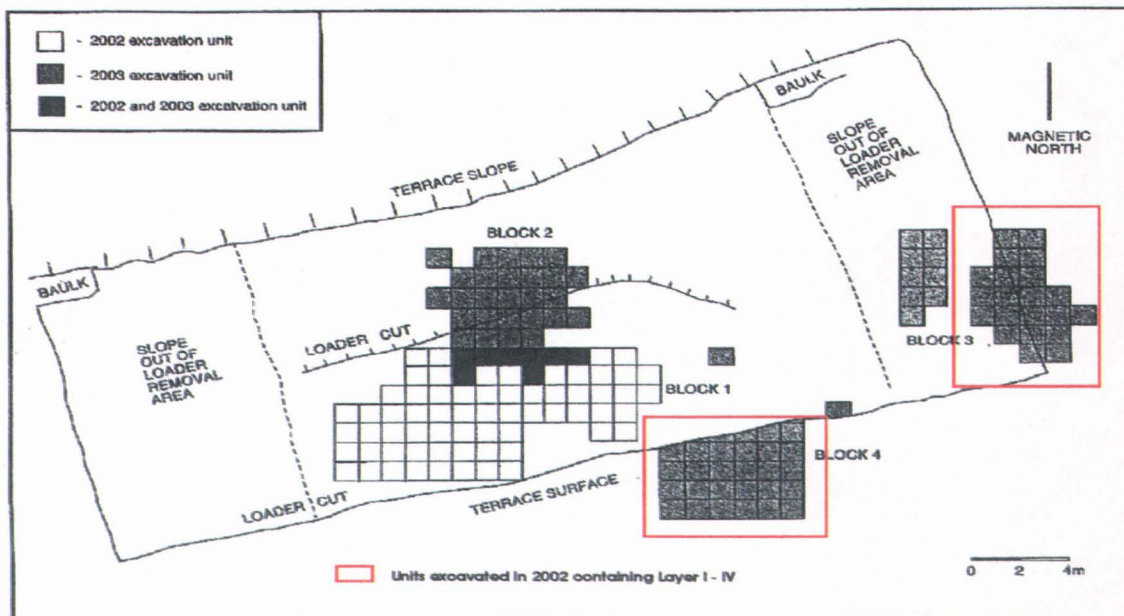 - 2002 excavation unit
- 2003 excavation unit
- 2002 and 2003 excatvation unit
BAULK
MAGNETIC
NORTH
SLOPE
OUT OF
LOADER
REMOVAL
AREA
TERRACE SLOPE
BLOCK 2
BAULK
SLOPE
OUT OF
LOADER
REMOVAL
AREA
LOADER CUT
BLOCK 3
BLOCK 1
BLOCK 4
LOADER CUT
TERRACE SURFACE
Units excavated in 2002 containing Layer I - IV
0 2 4m